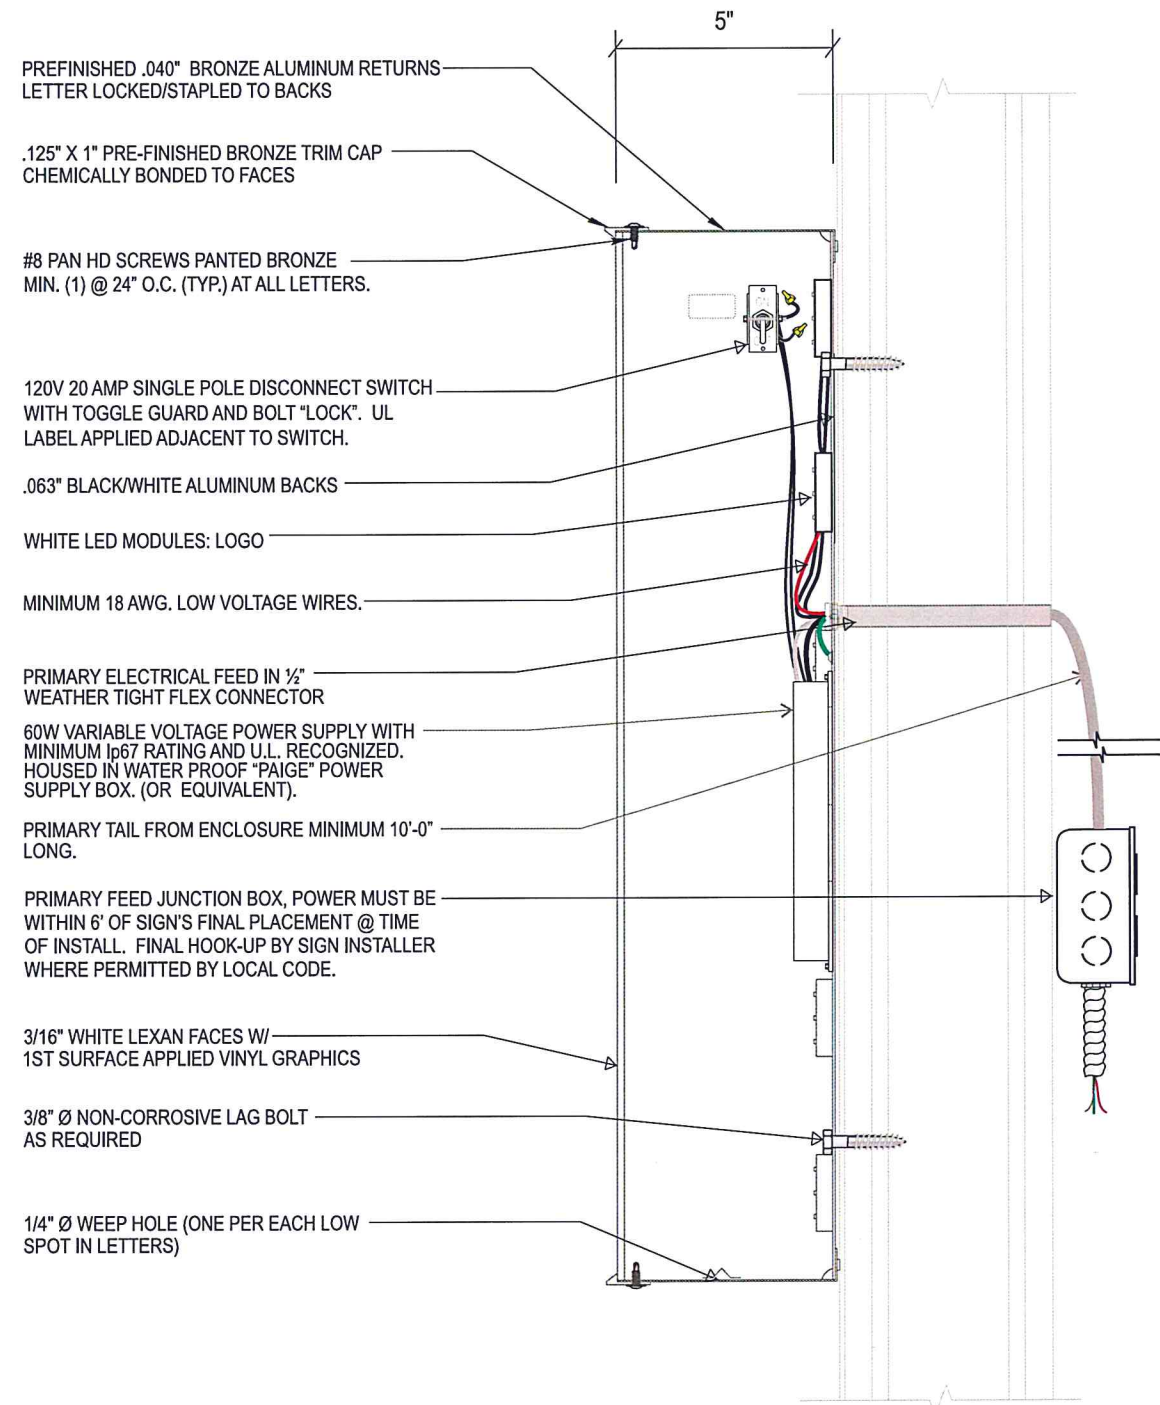 5"
PREFINISHED .040" BRONZE ALUMINUM RETURNS
LETTER LOCKED/STAPLED TO BACKS
.125" X 1" PRE-FINISHED BRONZE TRIM CAP
CHEMICALLY BONDED TO FACES
#8 PAN HD SCREWS PANTED BRONZE
MIN. (1) @ 24" O.C. (TYP.) AT ALL LETTERS.
120V 20 AMP SINGLE POLE DISCONNECT SWITCH
WITH TOGGLE GUARD AND BOLT “LOCK”. UL
LABEL APPLIED ADJACENT TO SWITCH.
.063" BLACK/WHITE ALUMINUM BACKS
WHITE LED MODULES: LOGO
MINIMUM 18 AWG. LOW VOLTAGE WIRES.
PRIMARY ELECTRICAL FEED IN ½”
WEATHER TIGHT FLEX CONNECTOR
60W VARIABLE VOLTAGE POWER SUPPLY WITH
MINIMUM Ip67 RATING AND U.L. RECOGNIZED.
HOUSED IN WATER PROOF “PAIGE” POWER
SUPPLY BOX. (OR EQUIVALENT).
PRIMARY TAIL FROM ENCLOSURE MINIMUM 10'-0"
LONG.
PRIMARY FEED JUNCTION BOX, POWER MUST BE
WITHIN 6' OF SIGN'S FINAL PLACEMENT @ TIME
OF INSTALL. FINAL HOOK-UP BY SIGN INSTALLER
WHERE PERMITTED BY LOCAL CODE.
3/16" WHITE LEXAN FACES W/
1ST SURFACE APPLIED VINYL GRAPHICS
3/8" Ø NON-CORROSIVE LAG BOLT
AS REQUIRED
1/4" Ø WEEP HOLE (ONE PER EACH LOW
SPOT IN LETTERS)